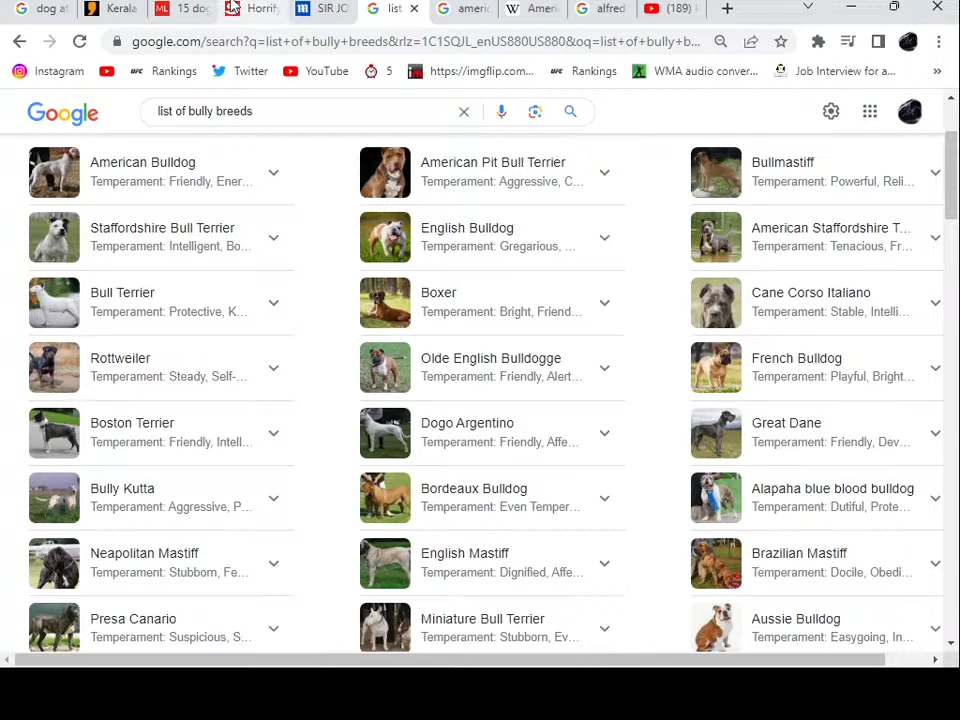 dog at
Kerala
15 dog
Horrify
SIR JO
list
americ
W Ameri
alfred
(189)
google.com/search?q=list+of+bully+breeds&rlz=1C1SQJL_enUS880US880&oq=list+of+bully+b...
Instagram
UFC Rankings
Twitter
YouTube
5
https://imgflip.com...
UFC Rankings
WMA audio conver...
Job Interview for a...
»
Google
list of bully breeds
American Bulldog
Temperament: Friendly, Ener...
American Pit Bull Terrier
Temperament: Aggressive, C...
Bullmastiff
Temperament: Powerful, Reli...
Staffordshire Bull Terrier
Temperament: Intelligent, Bo...
English Bulldog
Temperament: Gregarious, ...
American Staffordshire T...
Temperament: Tenacious, Fr...
Bull Terrier
Temperament: Protective, K...
Boxer
Temperament: Bright, Friend...
Cane Corso Italiano
Temperament: Stable, Intelli...
Rottweiler
Temperament: Steady, Self-...
Olde English Bulldogge
Temperament: Friendly, Alert...
French Bulldog
Temperament: Playful, Bright...
Boston Terrier
Temperament: Friendly, Intell...
Dogo Argentino
Temperament: Friendly, Affe...
Great Dane
Temperament: Friendly, Dev...
Bully Kutta
Temperament: Aggressive, P...
Bordeaux Bulldog
Temperament: Even Temper...
Alapaha blue blood bulldog
Temperament: Dutiful, Prote...
Neapolitan Mastiff
Temperament: Stubborn, Fe...
English Mastiff
Temperament: Dignified, Affe...
Brazilian Mastiff
Temperament: Docile, Obedi...
Presa Canario
Temperament: Suspicious, S...
Miniature Bull Terrier
Temperament: Stubborn, Ev...
Aussie Bulldog
Temperament: Easygoing, In...